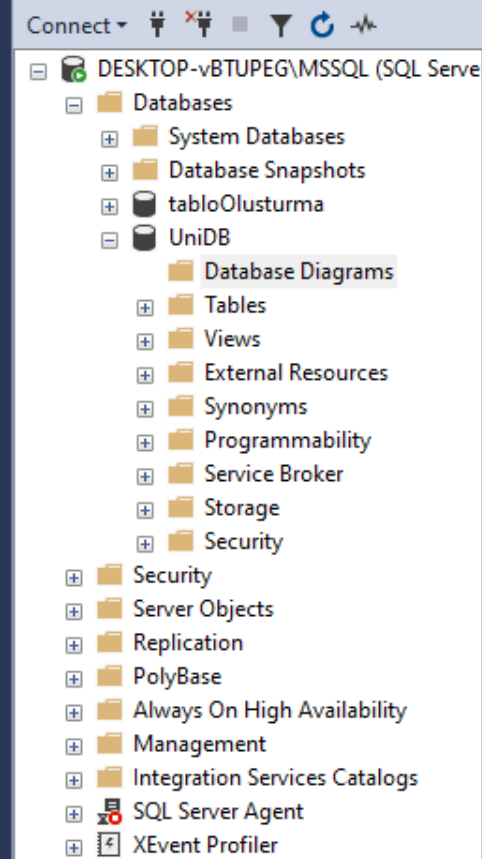 Connect
DESKTOP-vBTUPEG\MSSQL (SQL Serve
Databases
System Databases
Database Snapshots
tabloOlusturma
UniDB
Database Diagrams
Tables
Views
External Resources
Synonyms
Programmability
Service Broker
Storage
Security
Security
Server Objects
Replication
PolyBase
Always On High Availability
Management
Integration Services Catalogs
SQL Server Agent
XEvent Profiler